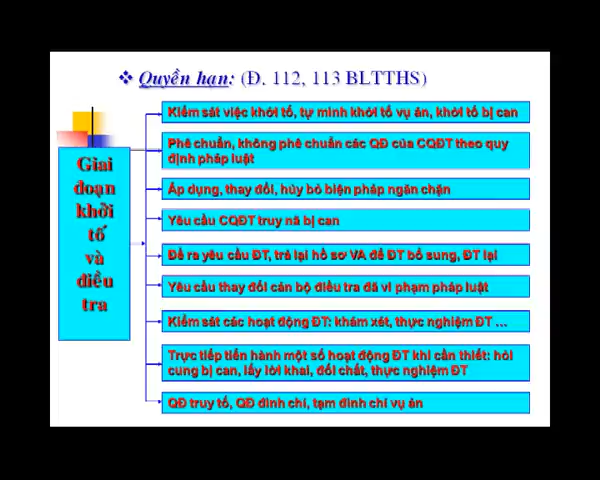 ❖ Quyền hạn: (Đ. 112, 113 BLTTHS)
Giai
đoạn
khởi
tố
và
điều
tra
Kiểm sát việc khởi tố, tự mình khởi tố vụ án, khởi tố bị can
Phê chuẩn, không phê chuẩn các QĐ của CQĐT theo quy
định pháp luật
Áp dụng, thay đổi, hủy bỏ biện pháp ngăn chặn
Yêu cầu CQĐT truy nã bị can
Đề ra yêu cầu ĐT, trả lại hồ sơ VA để ĐT bổ sung, ĐT lại
Yêu cầu thay đổi cán bộ điều tra đã vi phạm pháp luật
Kiểm sát các hoạt động ĐT: khám xét, thực nghiệm ĐT ...
Trực tiếp tiến hành một số hoạt động ĐT khi cần thiết: hỏi
cung bị can, lấy lời khai, đối chất, thực nghiệm ĐT
QĐ truy tố, QĐ đình chỉ, tạm đình chỉ vụ án